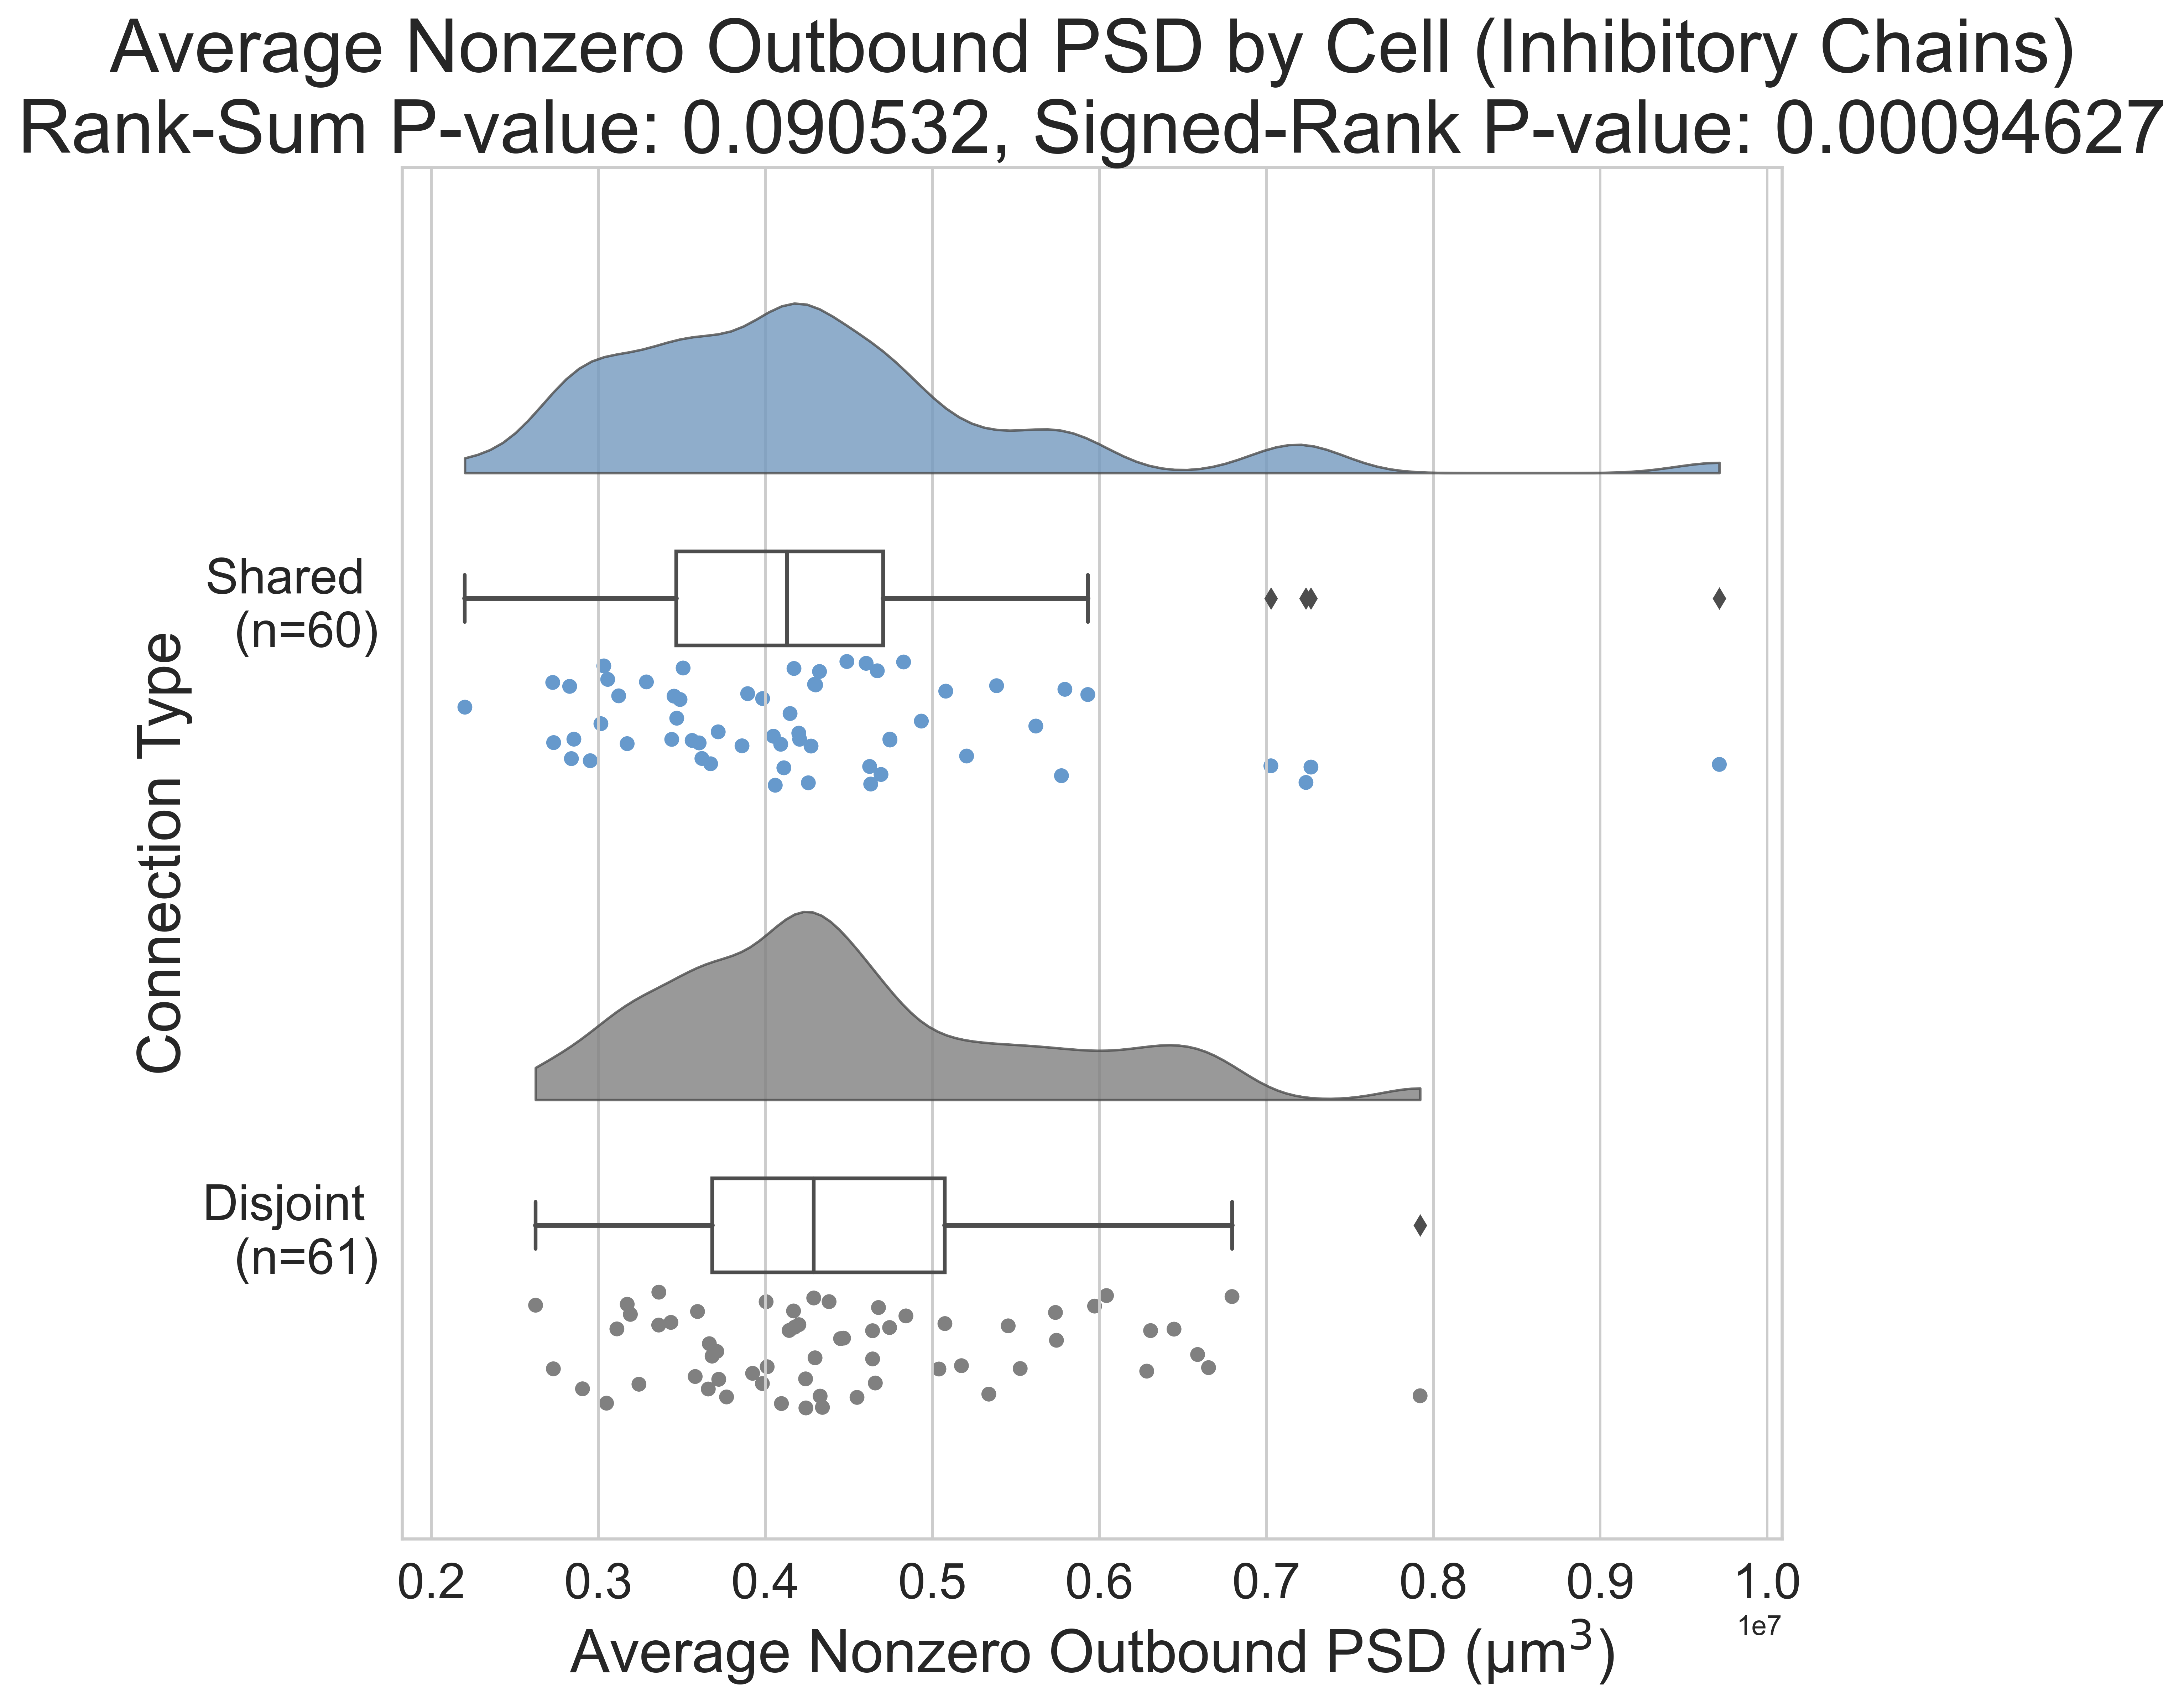 Average Nonzero Outbound PSD by Cell (Inhibitory Chains)
Rank-Sum P-value: 0.090532, Signed-Rank P-value: 0.00094627
Connection Type
Shared
(n=60)
Disjoint
(n=61)
0.2 0.3 0.4 0.5 0.6 0.7 0.8 0.9 1.0
1e7
Average Nonzero Outbound PSD (μm³)